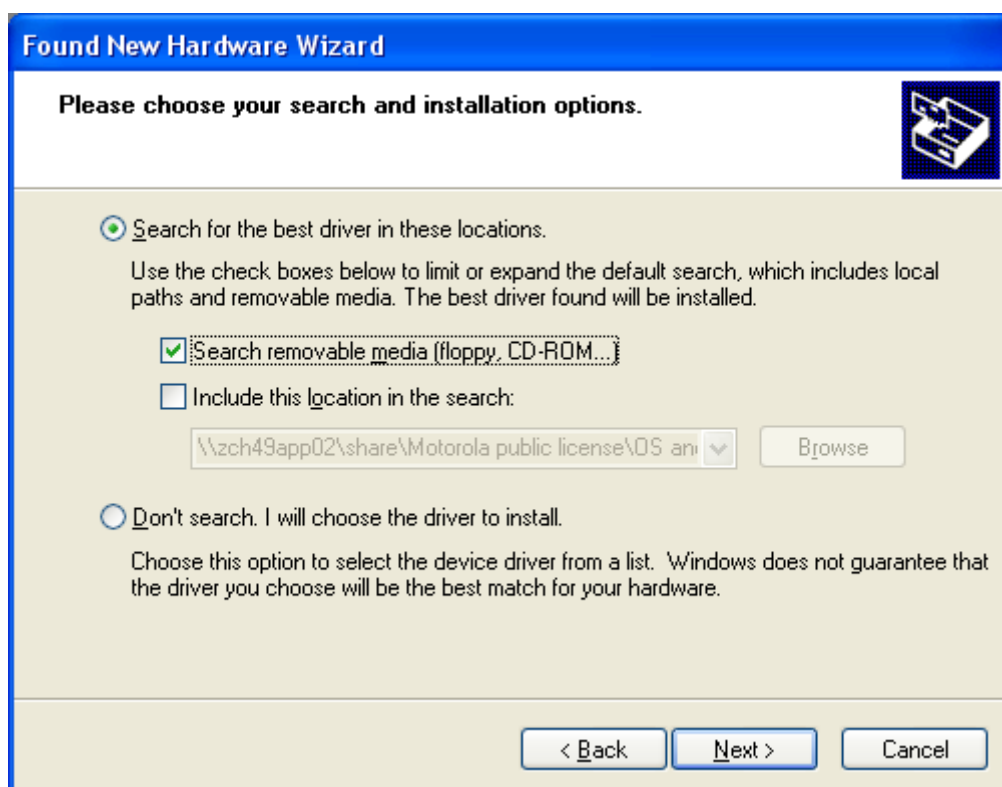 Found New Hardware Wizard
Please choose your search and installation options.
Search for the best driver in these locations.
Use the check boxes below to limit or expand the default search, which includes local
paths and removable media. The best driver found will be installed.
Search removable media (floppy, CD-ROM...)
Include this location in the search:
\\zch49app02\share\Motorola public license\OS an
Browse
Don't search. I will choose the driver to install.
Choose this option to select the device driver from a list. Windows does not guarantee that
the driver you choose will be the best match for your hardware.
< Back
Next >
Cancel